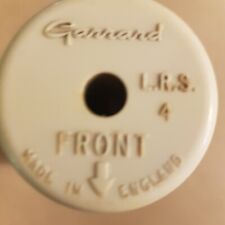 Garrard
L.R.S.
4
FRONT
MADE IN ENGLAND